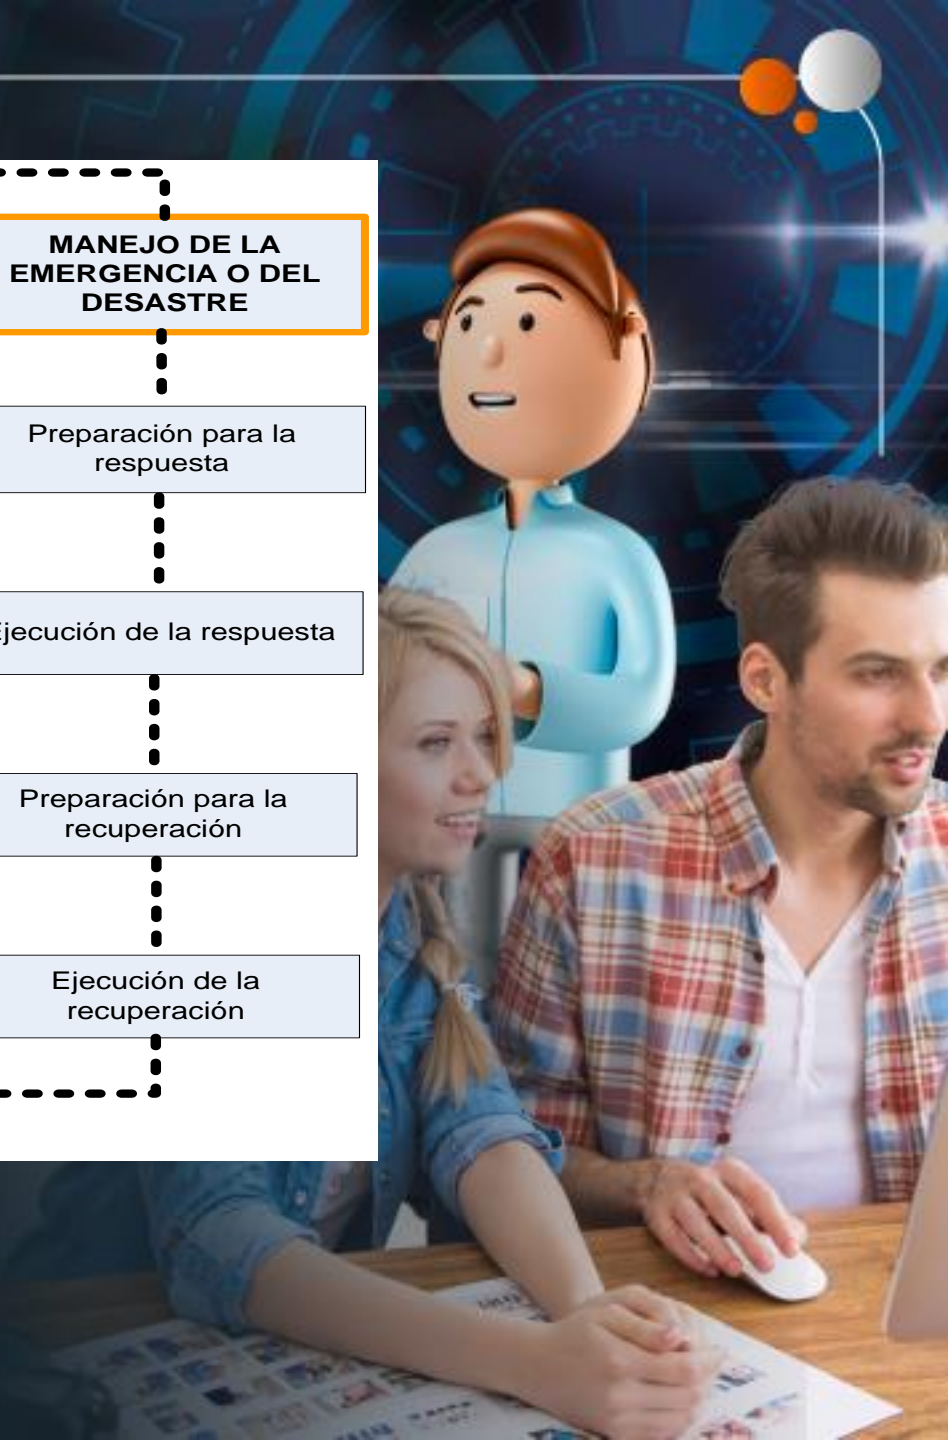 MANEJO DE LA
EMERGENCIA O DEL
DESASTRE
Preparación para la
respuesta
Ejecución de la respuesta
Preparación para la
recuperación
Ejecución de la
recuperación